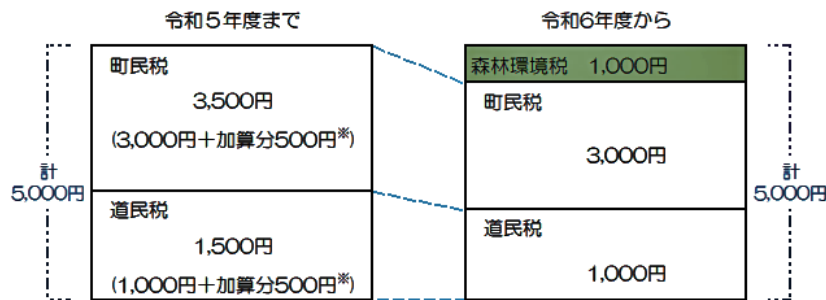 令和５年度まで
町民税
3,500円
(3,000円＋加算分500円※)
道民税
1,500円
(1,000円＋加算分500円※)
計
5,000円
令和6年度から
森林環境税 1,000円
町民税
3,000円
道民税
1,000円
計
5,000円